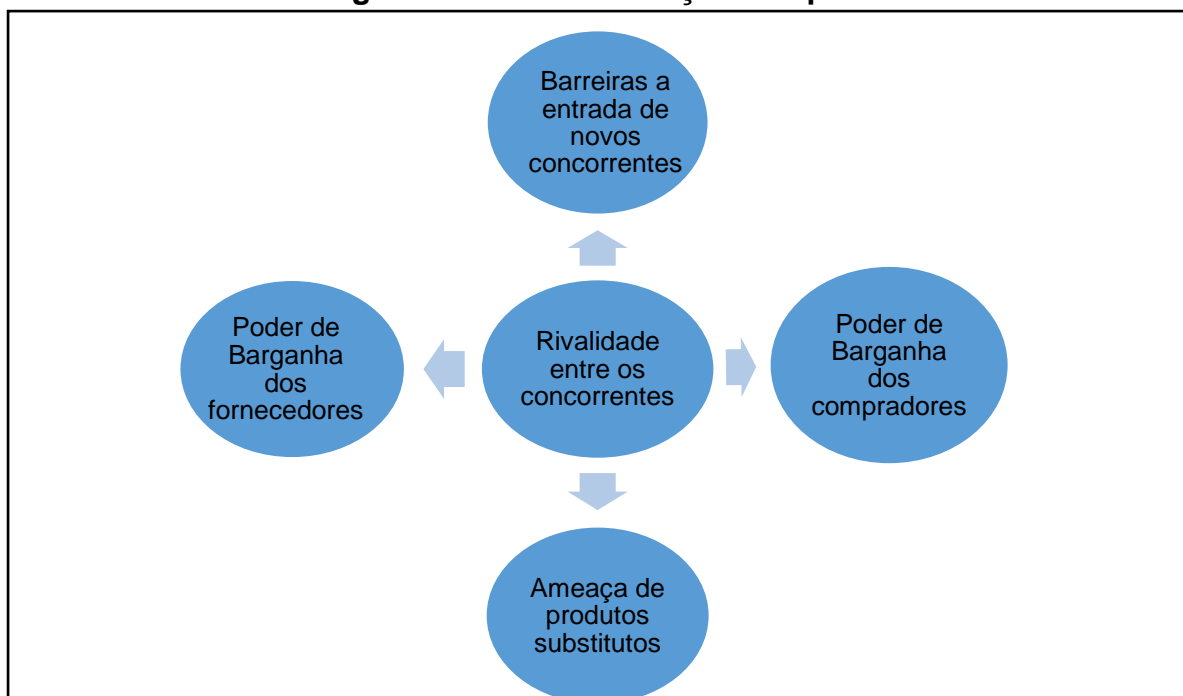 Barreiras a
entrada de
novos
concorrentes
Poder de
Barganha
dos
fornecedores
Rivalidade
entre os
concorrentes
Poder de
Barganha
dos
compradores
Ameaça de
produtos
substitutos